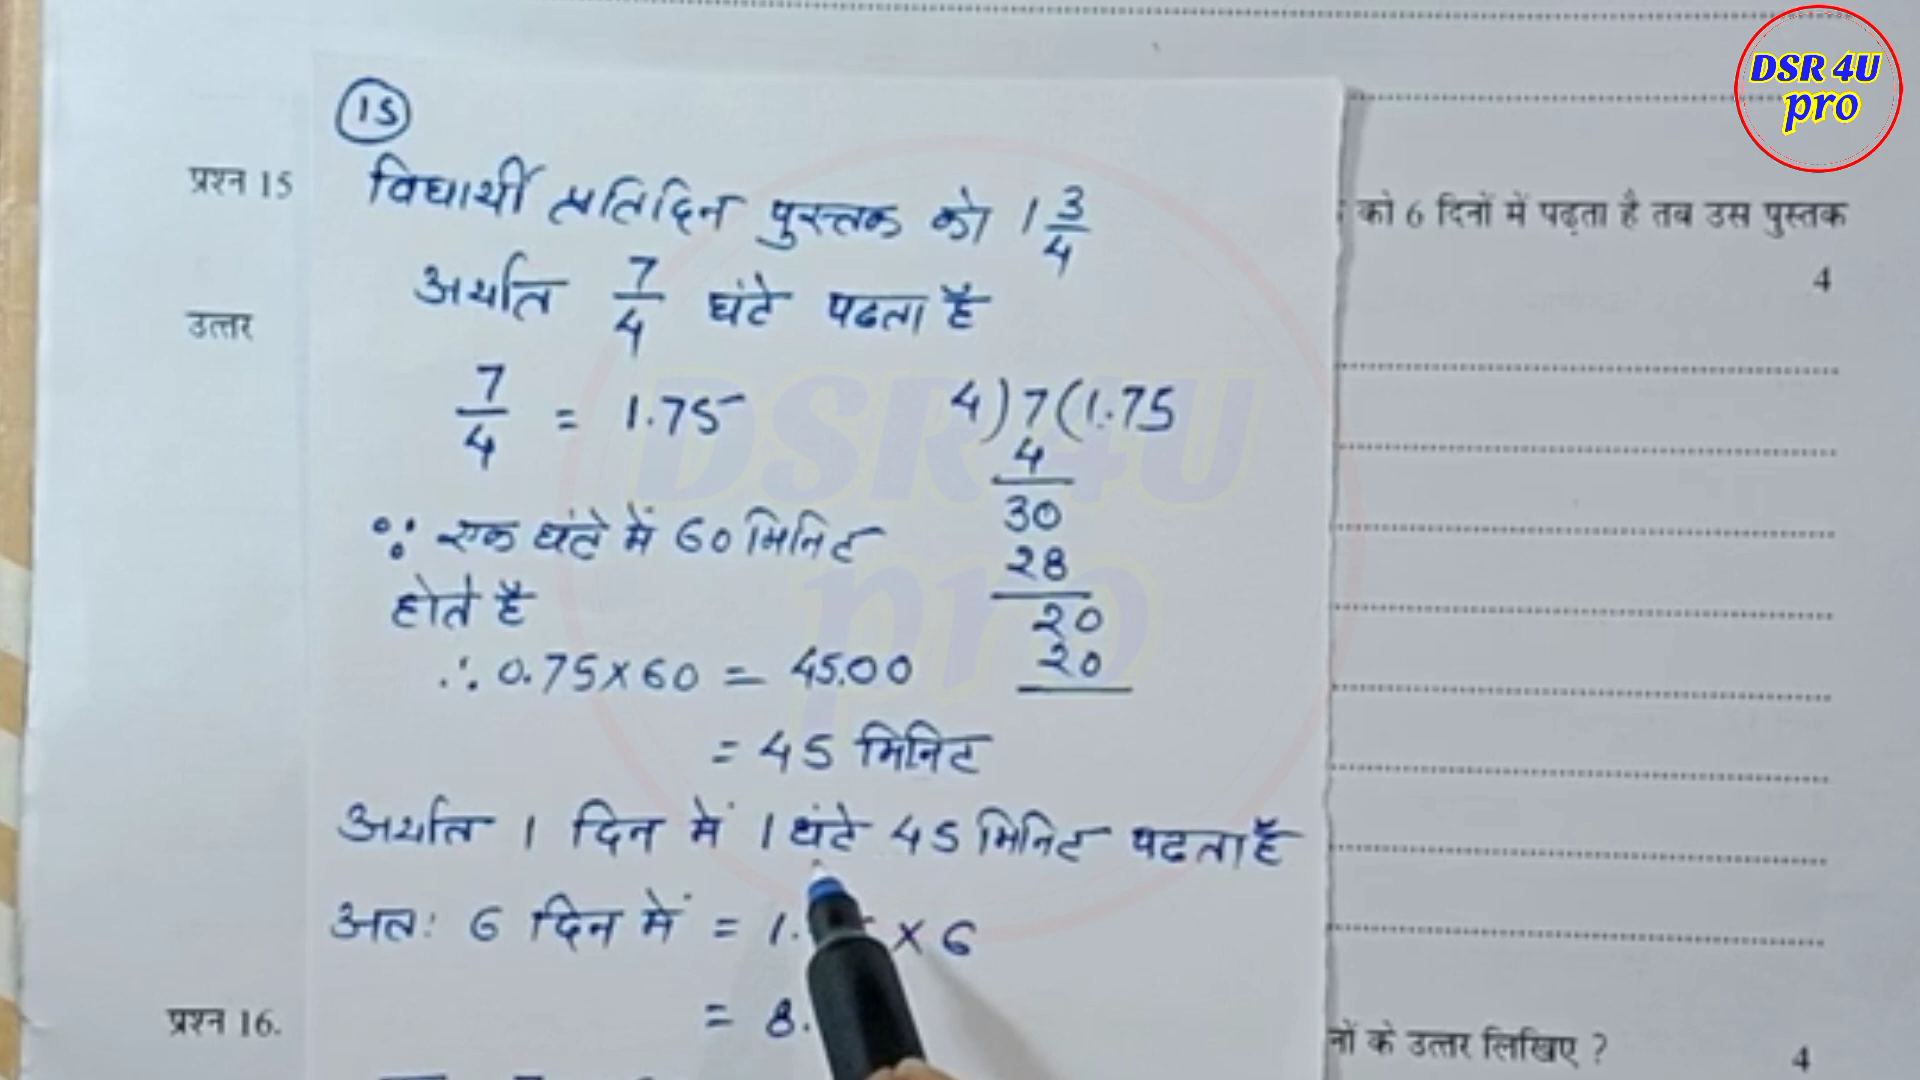 DSR 4U
pro
15
प्रश्न 15
विद्यार्थी प्रतिदिन पुस्तक को 1 3/4
को 6 दिनों में पढ़ता है तब उस पुस्तक
4
अर्थात 7/4 घंटे पढता है
उत्तर
7/4 = 1.75
4)7(1.75
4
30
28
20
20
∵ एक घंटे में 60 मिनिट
होते है
∴ 0.75×60 = 45.00
= 45 मिनिट
अर्थात 1 दिन में 1 घंटे 45 मिनिट पढता है
अतः 6 दिन में = 1. × 6
= 8.
प्रश्न 16.
नों के उत्तर लिखिए ?
4
DSR 4U
pro